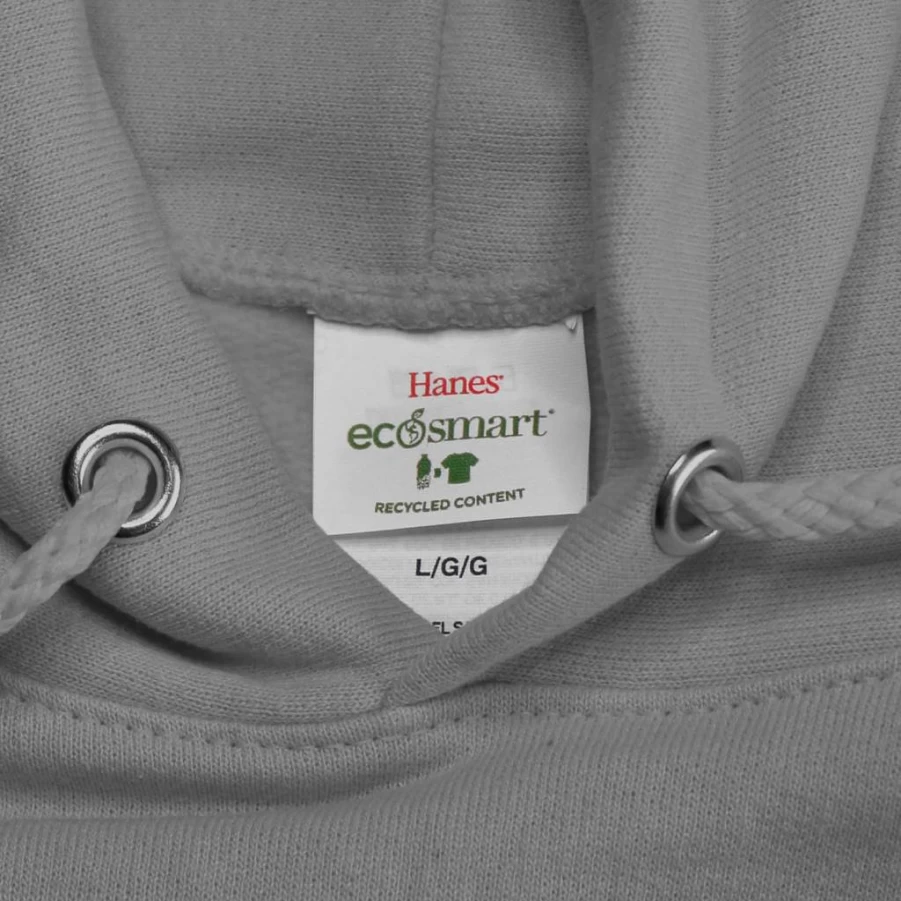 Hanes
ecosmart
RECYCLED CONTENT
L/G/G